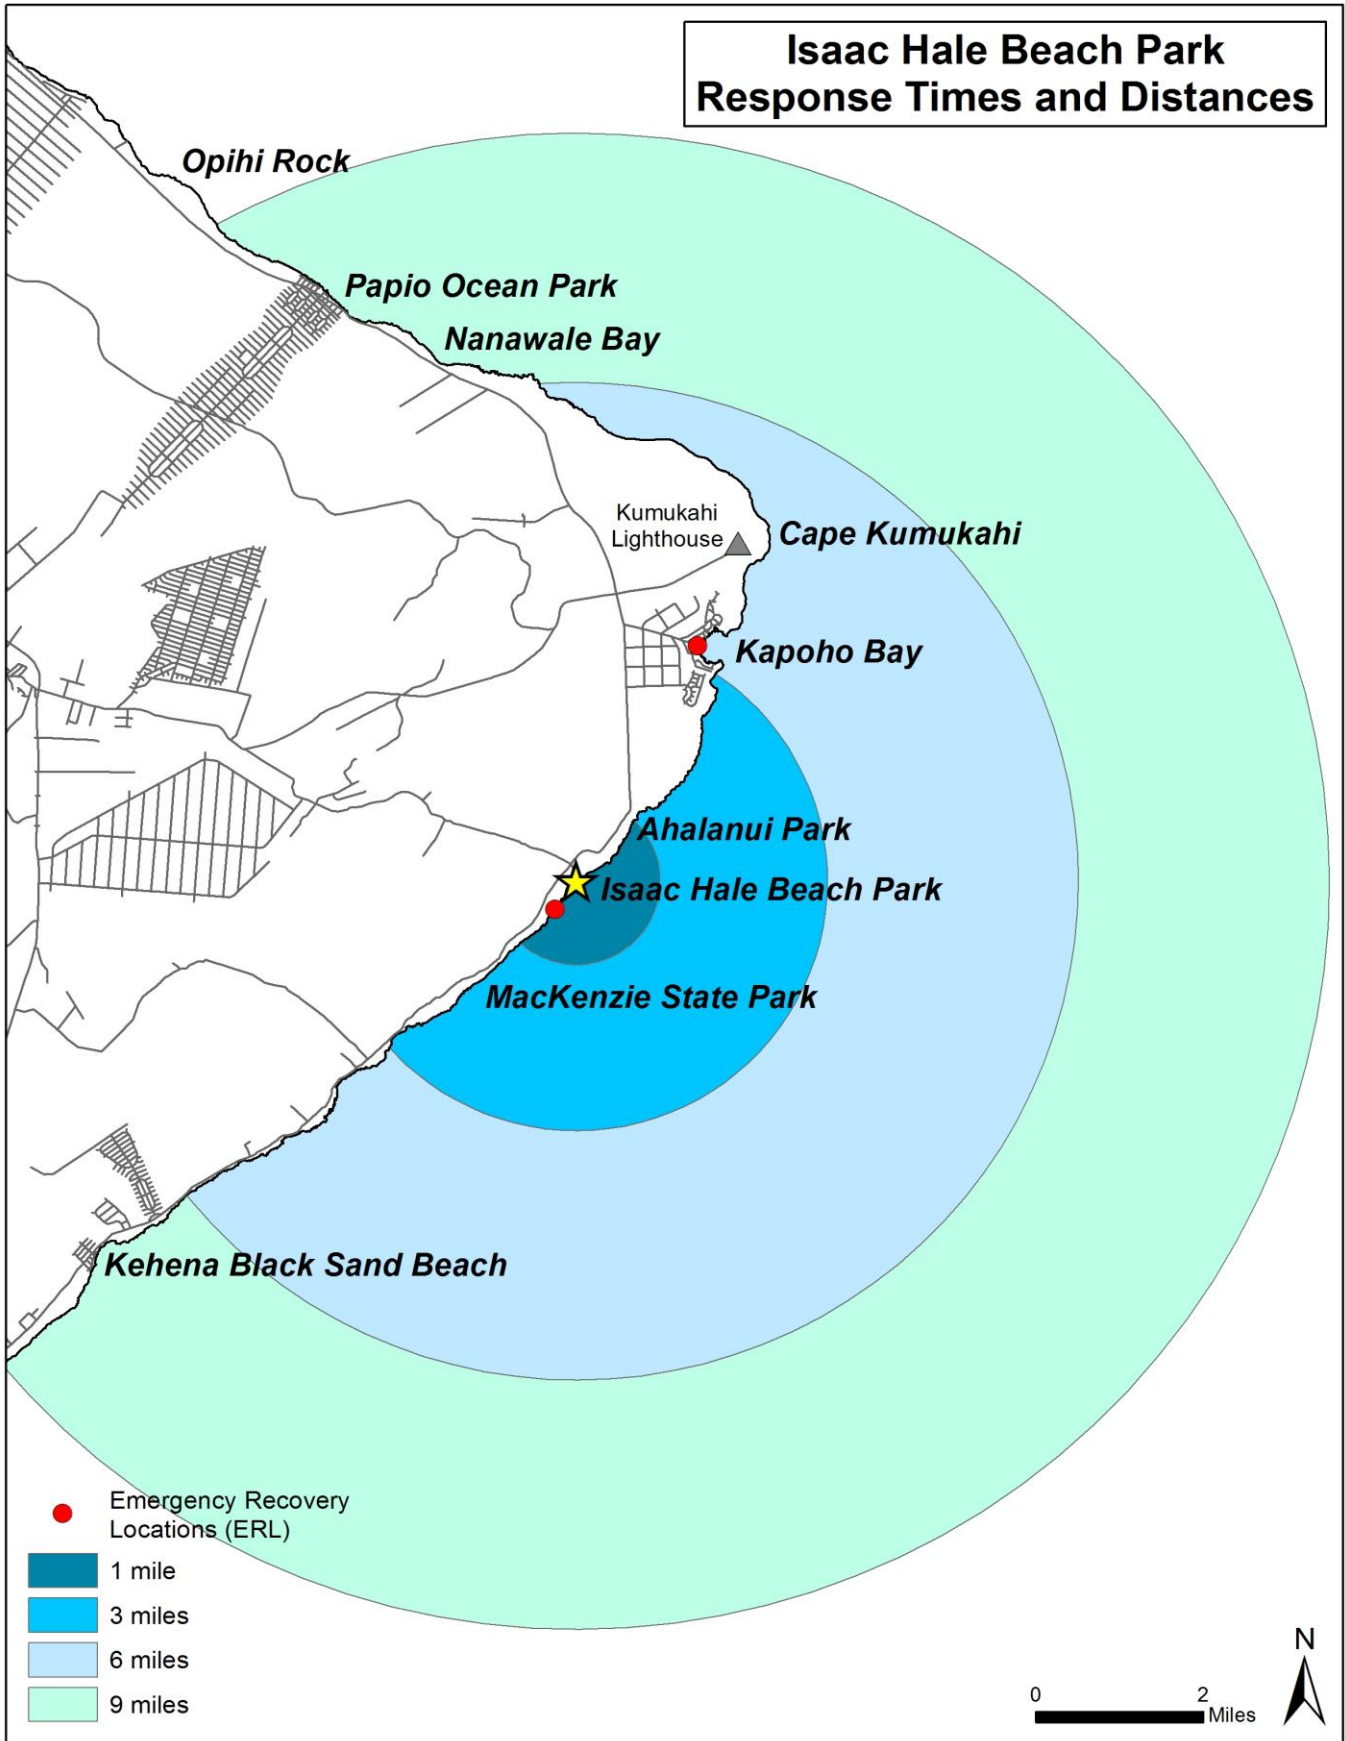 Isaac Hale Beach Park
Response Times and Distances
Opihi Rock
Papio Ocean Park
Nanawale Bay
Kumukahi
Lighthouse
Cape Kumukahi
Kapoho Bay
Ahalanui Park
Isaac Hale Beach Park
MacKenzie State Park
Kehena Black Sand Beach
Emergency Recovery
Locations (ERL)
1 mile
3 miles
6 miles
9 miles
N
0 2
Miles